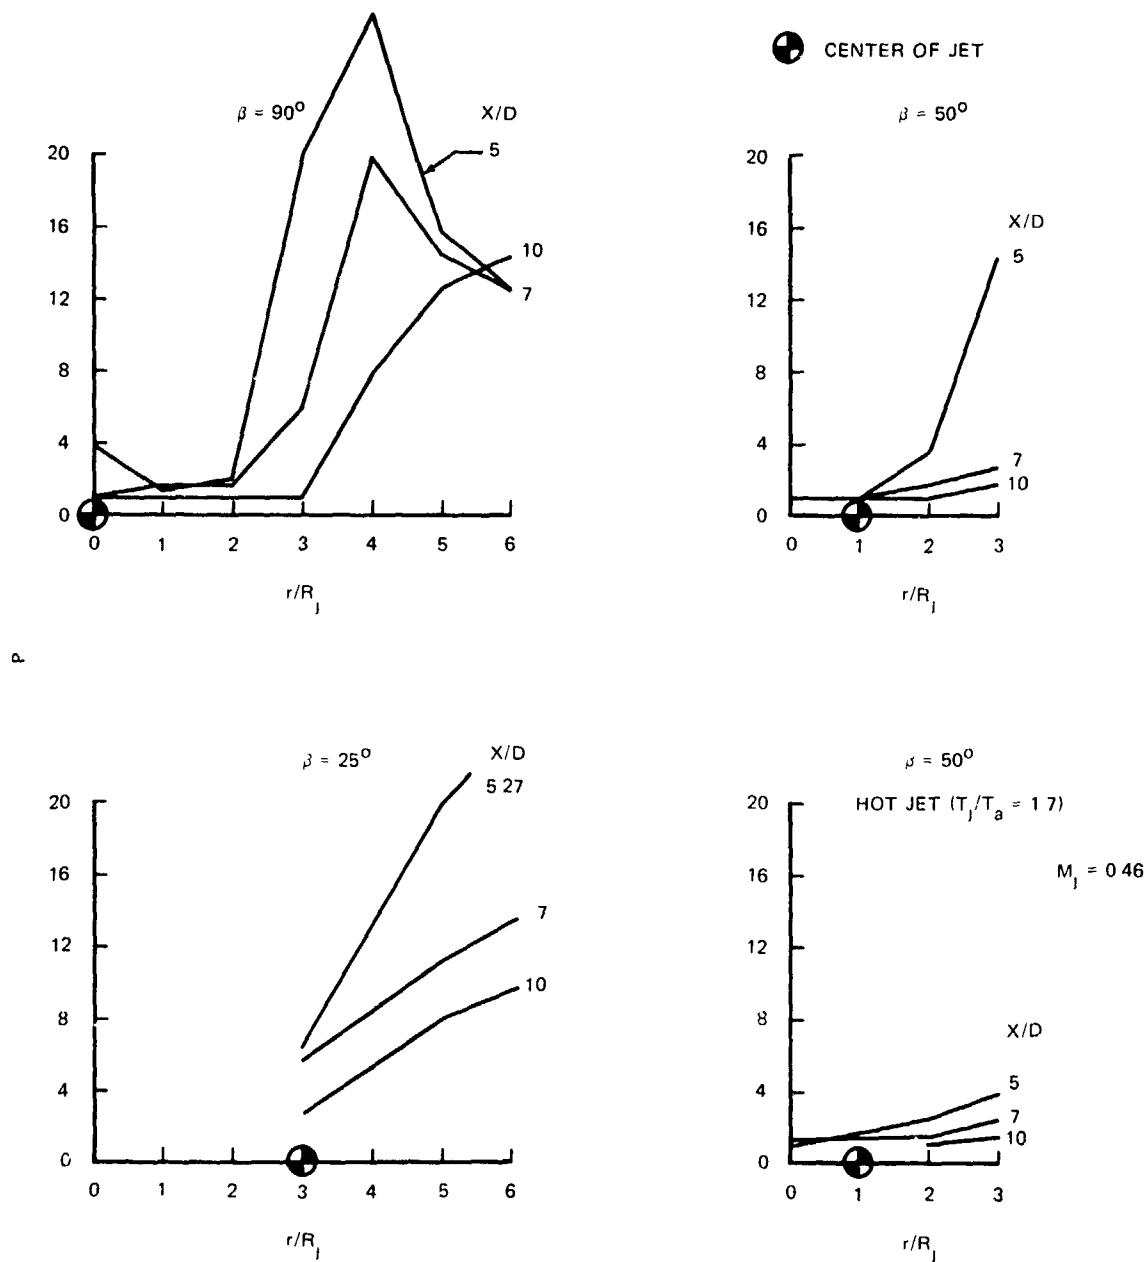 CENTER OF JET
β = 90°
X/D
5
10
7
20
16
12
8
4
0
0 1 2 3 4 5 6
r/Rj
β = 50°
X/D
5
7
10
20
16
12
8
4
0
0 1 2 3
r/Rj
P
β = 25°
X/D
5 27
7
10
20
16
12
8
4
0
0 1 2 3 4 5 6
r/Rj
β = 50°
HOT JET (Tj/Ta = 1 7)
Mj = 0 46
X/D
5
7
10
20
16
12
8
4
0
0 1 2 3
r/Rj